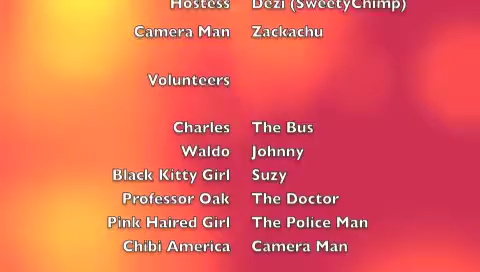 Hostess Dezi (SweetyChimp)
Camera Man Zackachu
Volunteers
Charles The Bus
Waldo Johnny
Black Kitty Girl Suzy
Professor Oak The Doctor
Pink Haired Girl The Police Man
Chibi America Camera Man